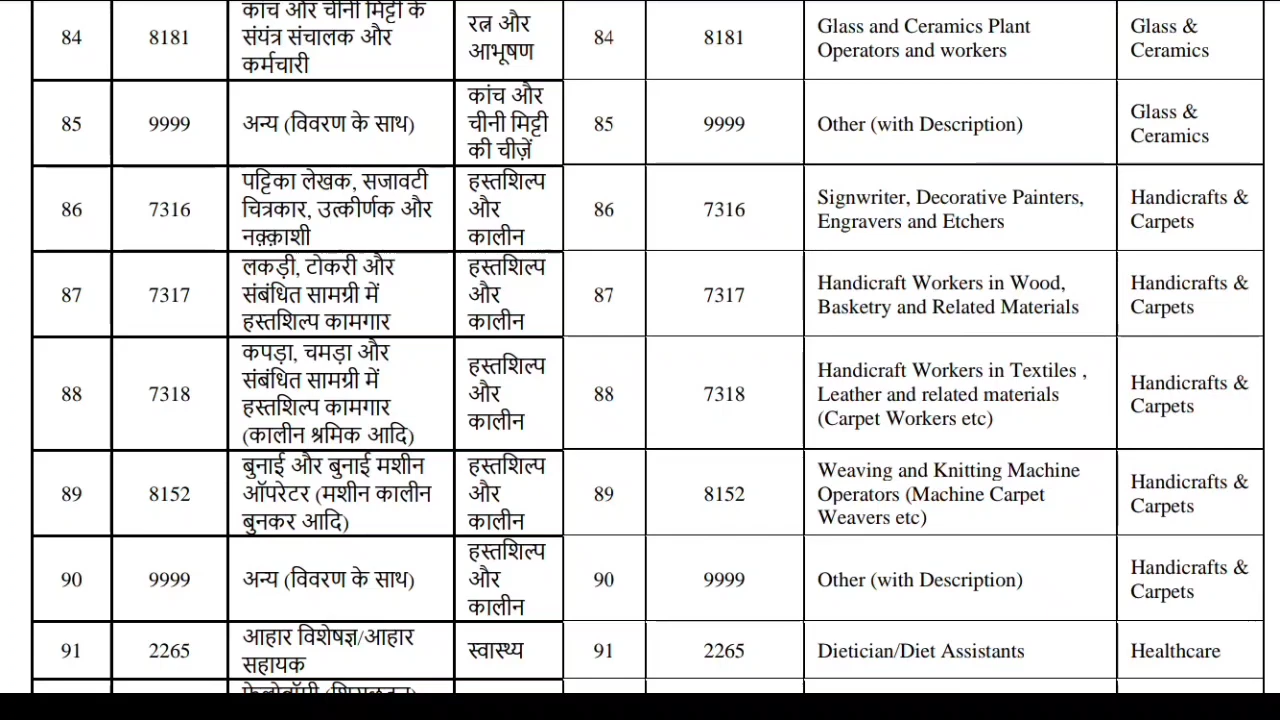 कांच और चीनी मिट्टी के
संयंत्र संचालक और
कर्मचारी
84
8181
रत्न और
आभूषण
84
8181
Glass and Ceramics Plant
Operators and workers
Glass &
Ceramics
85
9999
अन्य (विवरण के साथ)
कांच और
चीनी मिट्टी
की चीज़ें
85
9999
Other (with Description)
Glass &
Ceramics
86
7316
पट्टिका लेखक, सजावटी
चित्रकार, उत्कीर्णक और
नक़्क़ाशी
हस्तशिल्प
और
कालीन
86
7316
Signwriter, Decorative Painters,
Engravers and Etchers
Handicrafts &
Carpets
87
7317
लकड़ी, टोकरी और
संबंधित सामग्री में
हस्तशिल्प कामगार
हस्तशिल्प
और
कालीन
87
7317
Handicraft Workers in Wood,
Basketry and Related Materials
Handicrafts &
Carpets
88
7318
कपड़ा, चमड़ा और
संबंधित सामग्री में
हस्तशिल्प कामगार
(कालीन श्रमिक आदि)
हस्तशिल्प
और
कालीन
88
7318
Handicraft Workers in Textiles ,
Leather and related materials
(Carpet Workers etc)
Handicrafts &
Carpets
89
8152
बुनाई और बुनाई मशीन
ऑपरेटर (मशीन कालीन
बुनकर आदि)
हस्तशिल्प
और
कालीन
89
8152
Weaving and Knitting Machine
Operators (Machine Carpet
Weavers etc)
Handicrafts &
Carpets
90
9999
अन्य (विवरण के साथ)
हस्तशिल्प
और
कालीन
90
9999
Other (with Description)
Handicrafts &
Carpets
91
2265
आहार विशेषज्ञ/आहार
सहायक
स्वास्थ्य
91
2265
Dietician/Diet Assistants
Healthcare